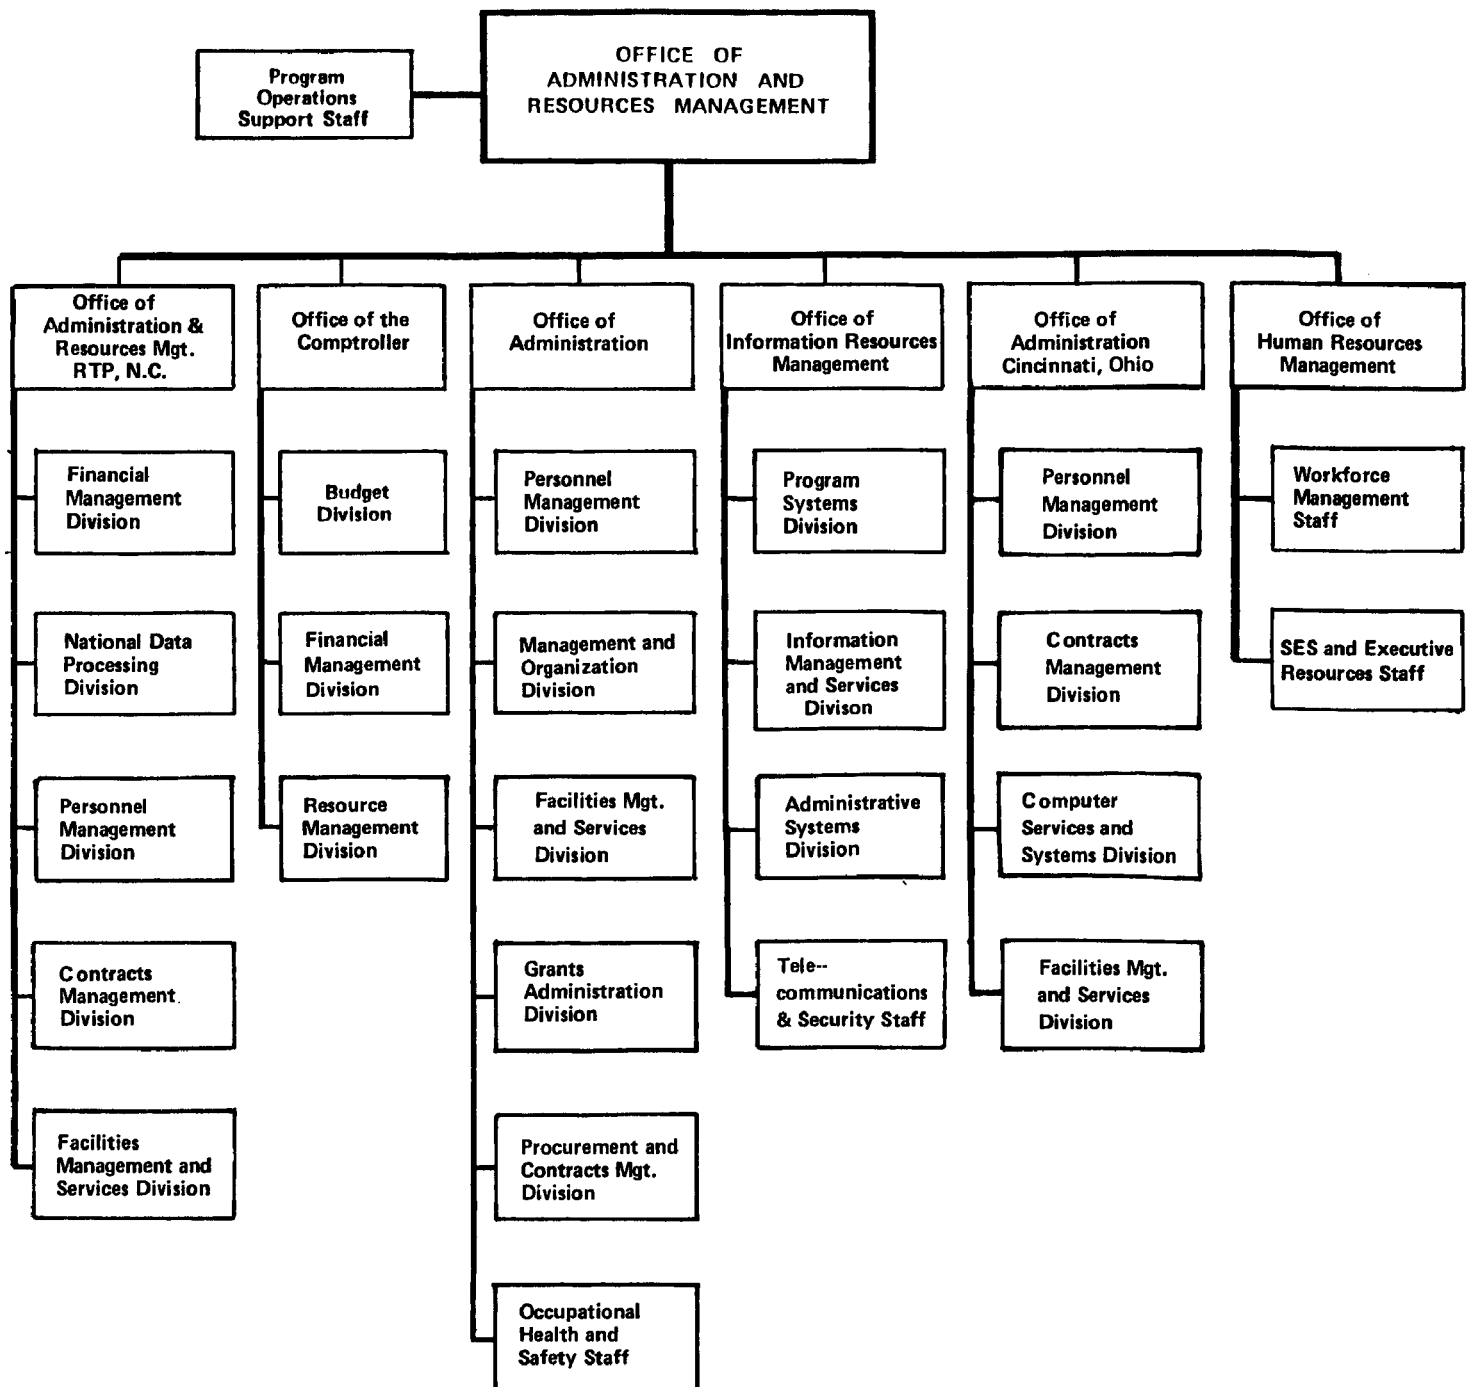 OFFICE OF
ADMINISTRATION AND
RESOURCES MANAGEMENT
Program
Operations
Support Staff
Office of
Administration &
Resources Mgt.
RTP, N.C.
Financial
Management
Division
National Data
Processing
Division
Personnel
Management
Division
Contracts
Management
Division
Facilities
Management and
Services Division
Office of the
Comptroller
Budget
Division
Financial
Management
Division
Resource
Management
Division
Office of
Administration
Personnel
Management
Division
Management and
Organization
Division
Facilities Mgt.
and Services
Division
Grants
Administration
Division
Procurement and
Contracts Mgt.
Division
Occupational
Health and
Safety Staff
Office of
Information Resources
Management
Program
Systems
Division
Information
Management
and Services
Divison
Administrative
Systems
Division
Tele--
communications
& Security Staff
Office of
Administration
Cincinnati, Ohio
Personnel
Management
Division
Contracts
Management
Division
Computer
Services and
Systems Division
Facilities Mgt.
and Services
Division
Office of
Human Resources
Management
Workforce
Management
Staff
SES and Executive
Resources Staff